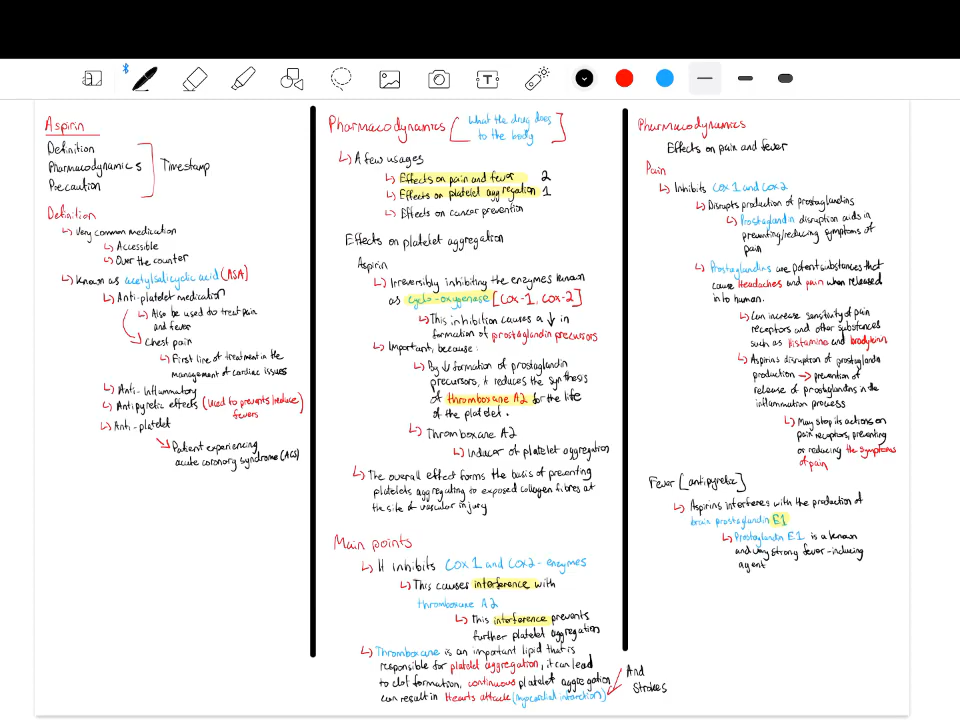 Aspirin
Definition
Pharmacodynamics
Precaution
Timestamp
Definition
Very common medication
Accessible
Over the counter
Known as acetylsalicylic acid (ASA)
Anti-platelet medication
Also be used to treat pain
and fever
Chest pain
First line of treatment in the
management of cardiac issues
Anti-inflammatory
Antipyretic effects (Used to prevents/reduce)
fevers
Anti-platelet
Patient experiencing
acute coronary syndrome (ACS)
Pharmacodynamics [What the drug does
to the body]
A few usages
Effects on pain and fever 2
Effects on platelet aggregation 1
Effects on cancer prevention
Effects on platelet aggregation
Aspirin
Irreversibly inhibiting the enzymes known
as cyclo-oxygenase [Cox-1, Cox-2]
This inhibition causes a ↓ in
formation of prostaglandin precursors
Important, because:
By ↓ formation of prostaglandin
precursors, it reduces the synthesis
of thromboxane A2 for the life
of the platelet.
Thromboxane A2
Inducer of platelet aggregation
The overall effect forms the basis of preventing
platelets aggregating to exposed collagen fibres at
the site of vascular injury
Main points
It inhibits Cox 1 and Cox2 - enzymes
This causes interference with
thromboxane A2
This interference prevents
further platelet aggregation
Thromboxane is an important lipid that is
responsible for platelet aggregation, it can lead
to clot formation, continuous platelet aggregation
can result in Hearts attack (myocardial infarction)
And
Strokes
Pharmacodynamics
Effects on pain and fever
Pain
Inhibits Cox 1 and Cox2
Disrupts production of prostaglandins
Prostaglandin disruption aids in
preventing/reducing symptoms of
pain
Prostaglandins are potent substances that
cause Headaches and pain when released
into human.
Can increase sensitivity of pain
receptors and other substances
such as histamine and bradykinin
Aspirins disruption of prostaglandin
production → prevention of
release of prostaglandins in the
inflammation process
May stop its actions on
pain receptors, preventing
or reducing the symptoms
of pain
Fever [antipyretic]
Aspirins interferes with the production of
brain prostaglandin E1
Prostaglandin E1 is a known
and very strong fever-inducing
agent